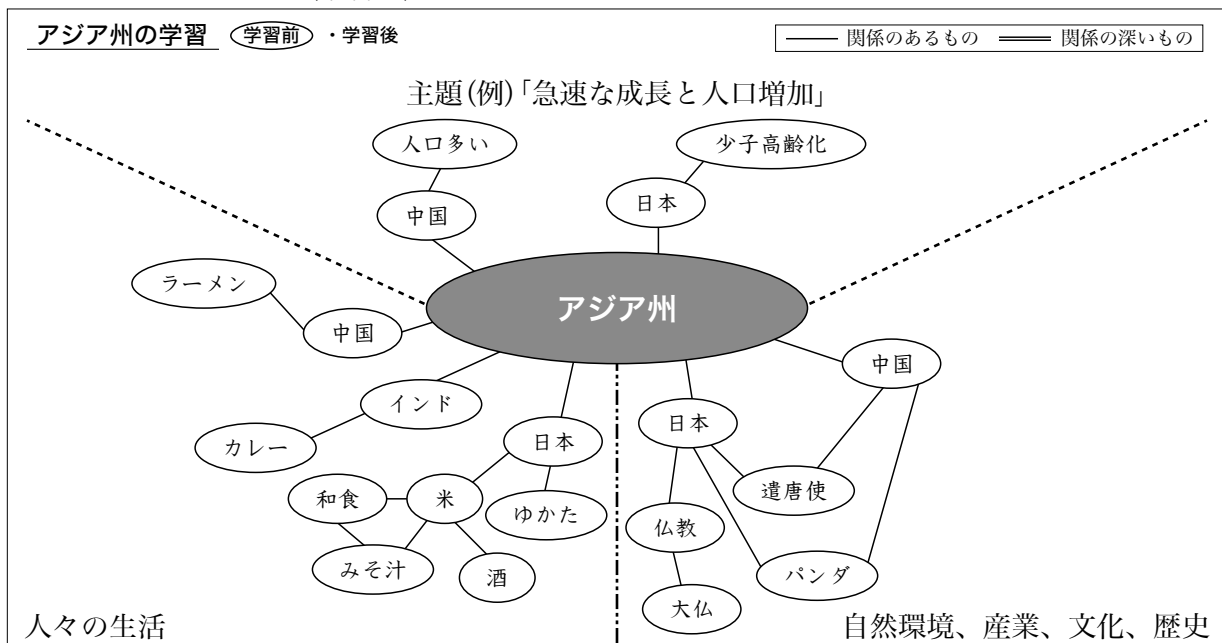 アジア州の学習 学習前 ・学習後
関係のあるもの 関係の深いもの
主題(例)「急速な成長と人口増加」
人口多い
少子高齢化
中国
日本
ラーメン
中国
アジア州
中国
インド
日本
日本
カレー
和食
米
ゆかた
遣唐使
仏教
みそ汁
酒
パンダ
大仏
人々の生活
自然環境、産業、文化、歴史